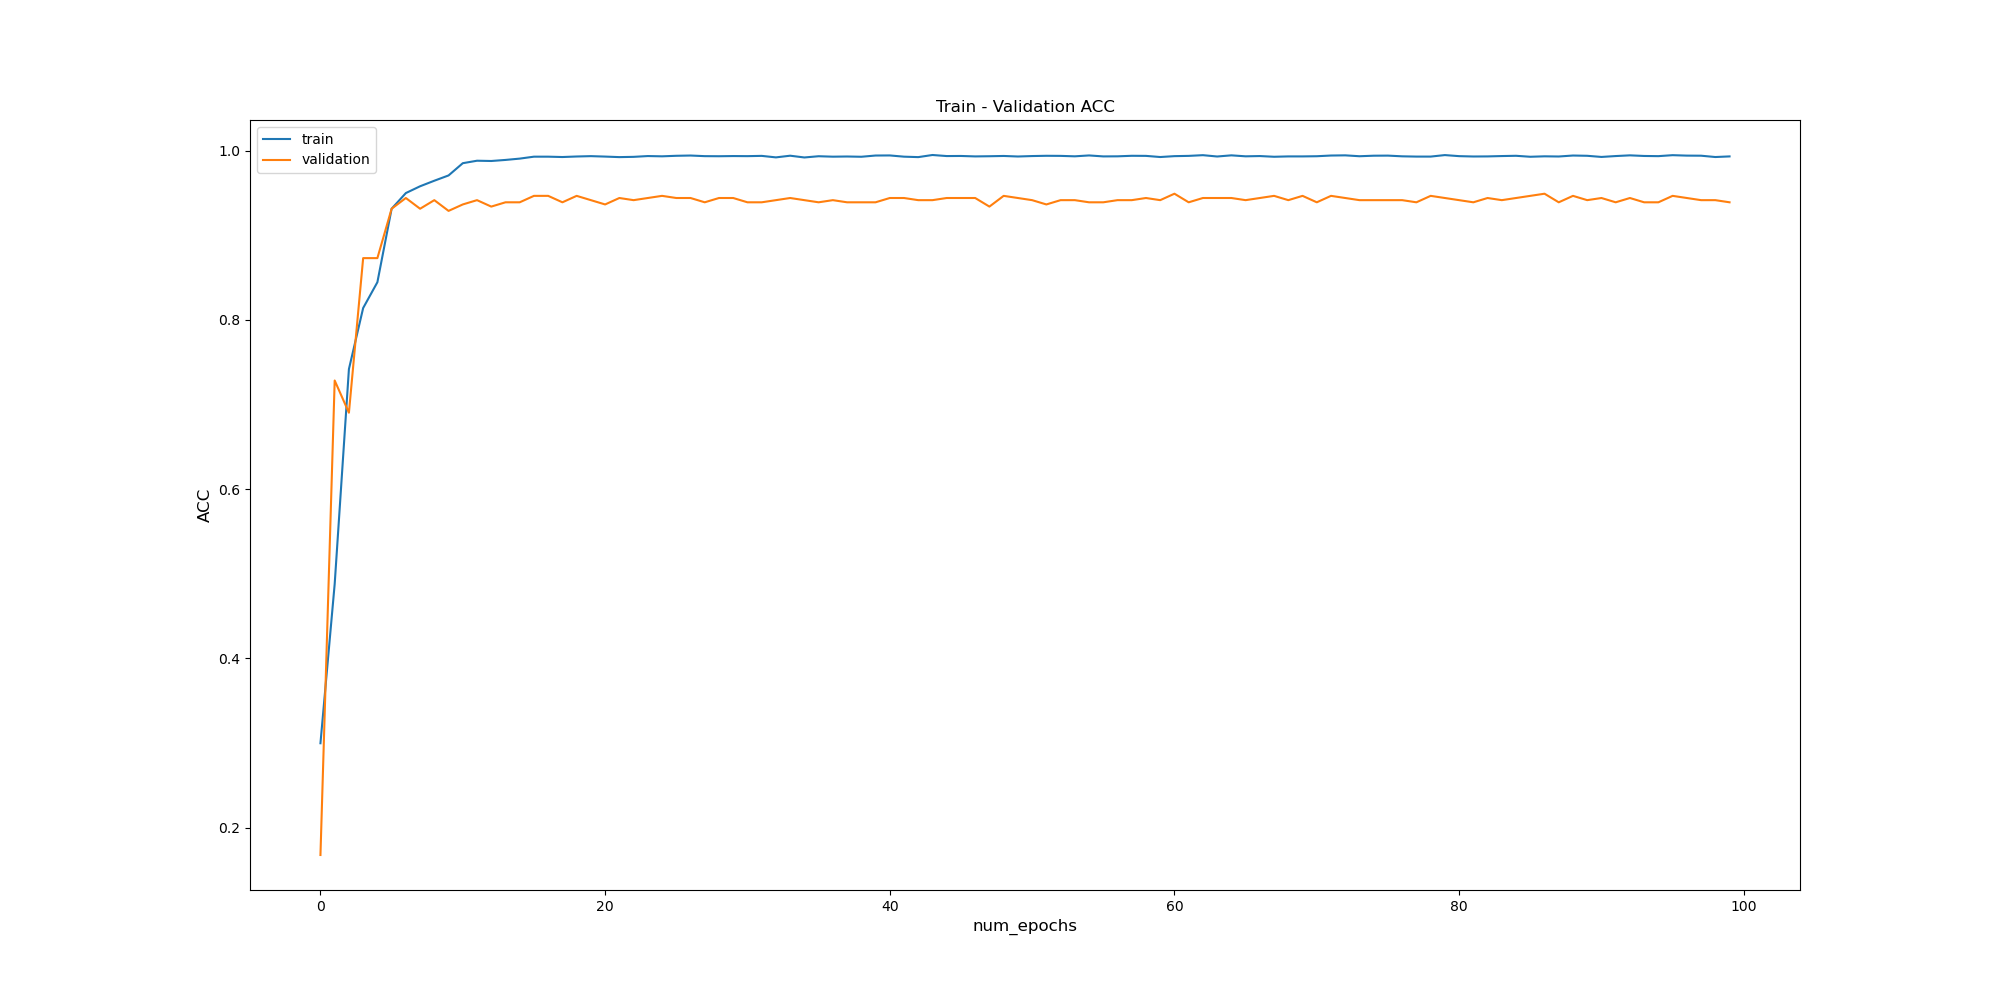 Train - Validation ACC
train
validation
1.0
0.8
0.6
0.4
0.2
ACC
0 20 40 60 80 100
num_epochs